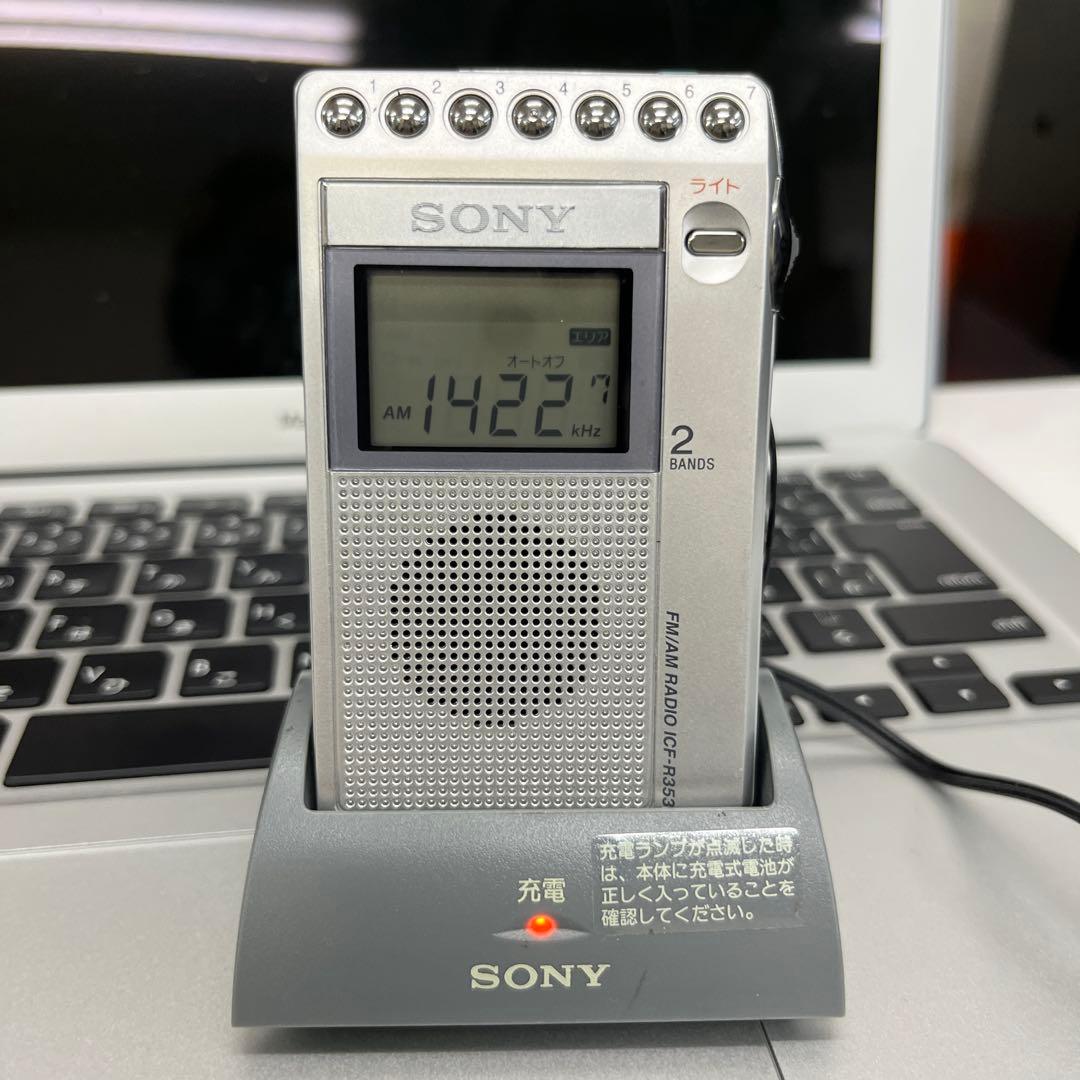 1 2 3 4 5 6 7
ライト
SONY
エリア
オートオフ
AM 1422 7 kHz
2
BANDS
FM/AM RADIO ICF-R353
充電ランプが点滅した時
は、本体に充電式電池が
正しく入っていることを
確認してください。
充電
SONY